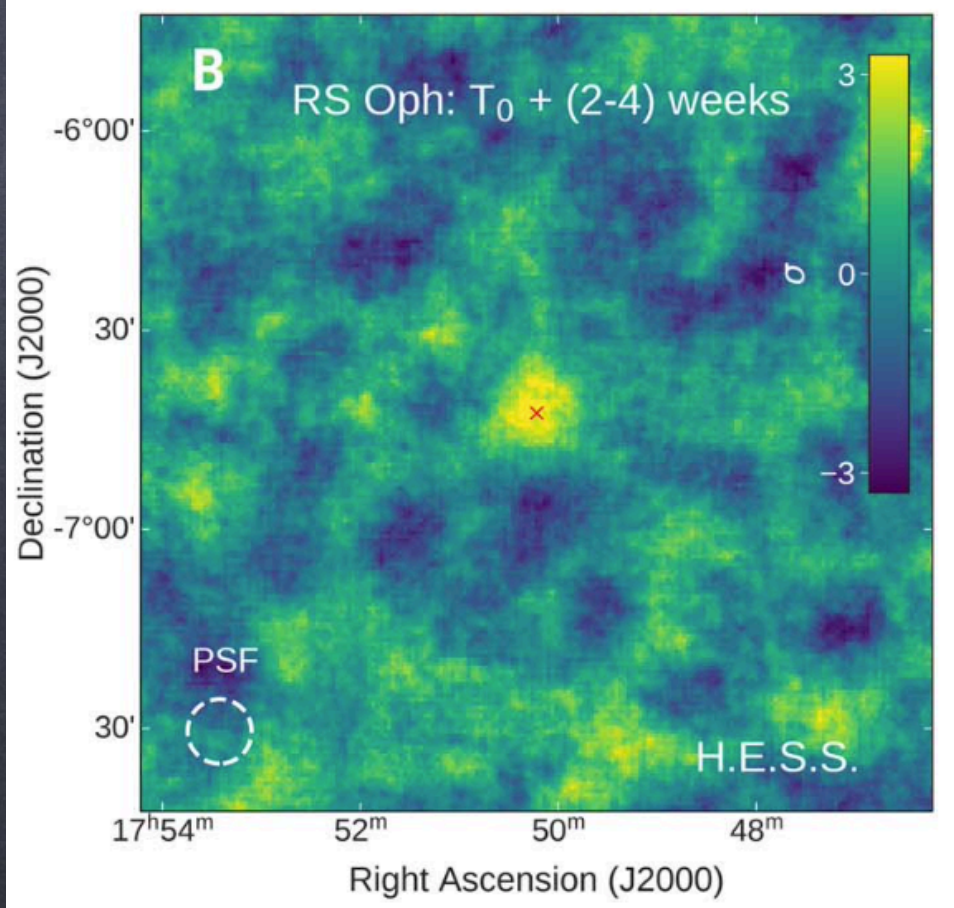 B
RS Oph: T₀ + (2-4) weeks
3
σ
0
−3
-6°00'
30'
-7°00'
30'
Declination (J2000)
PSF
H.E.S.S.
17ʰ54ᵐ
52ᵐ
50ᵐ
48ᵐ
Right Ascension (J2000)